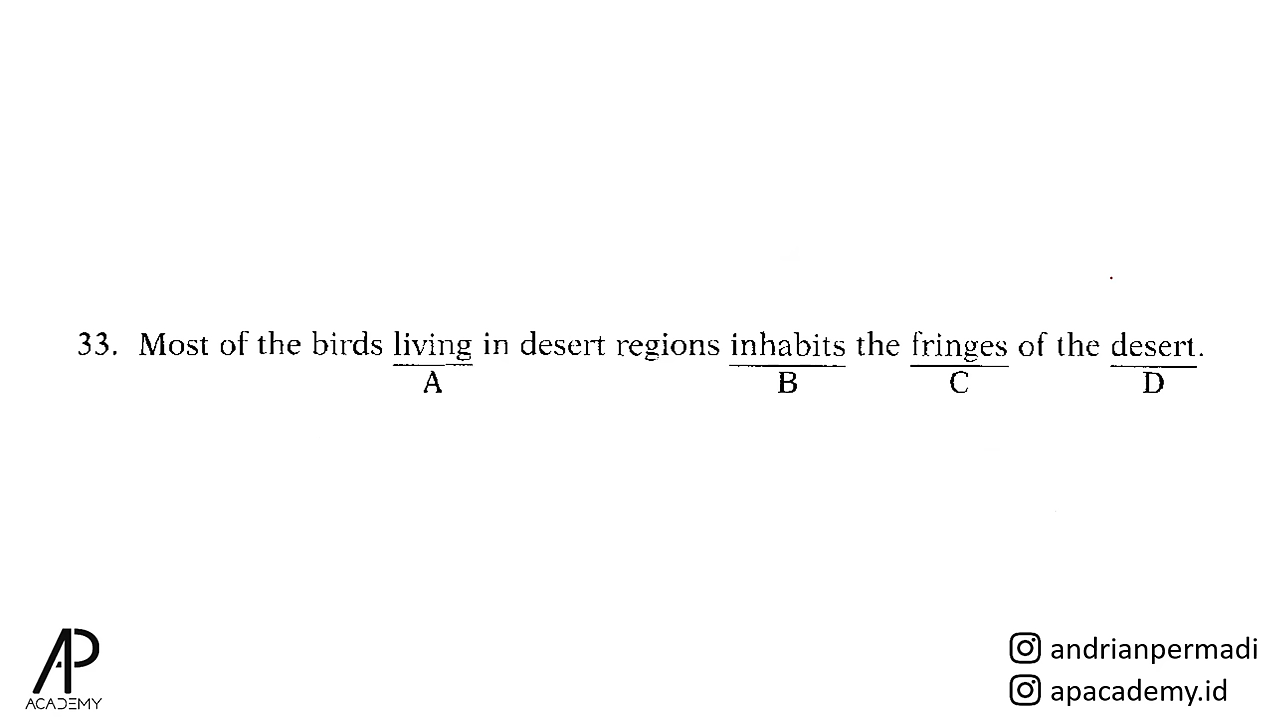 33. Most of the birds living in desert regions inhabits the fringes of the desert.
A B C D
AP
ACADEMY
andrianpermadi
apacademy.id